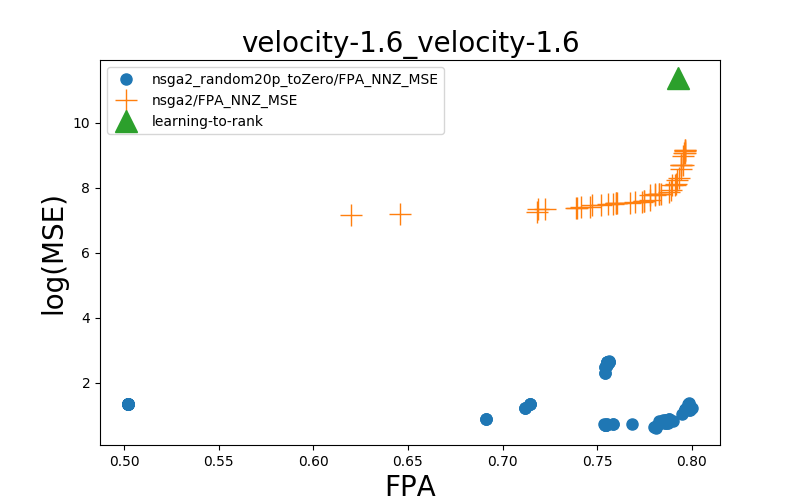 velocity-1.6_velocity-1.6
nsga2_random20p_toZero/FPA_NNZ_MSE
nsga2/FPA_NNZ_MSE
learning-to-rank
log(MSE)
10
8
6
4
2
0.50 0.55 0.60 0.65 0.70 0.75 0.80
FPA